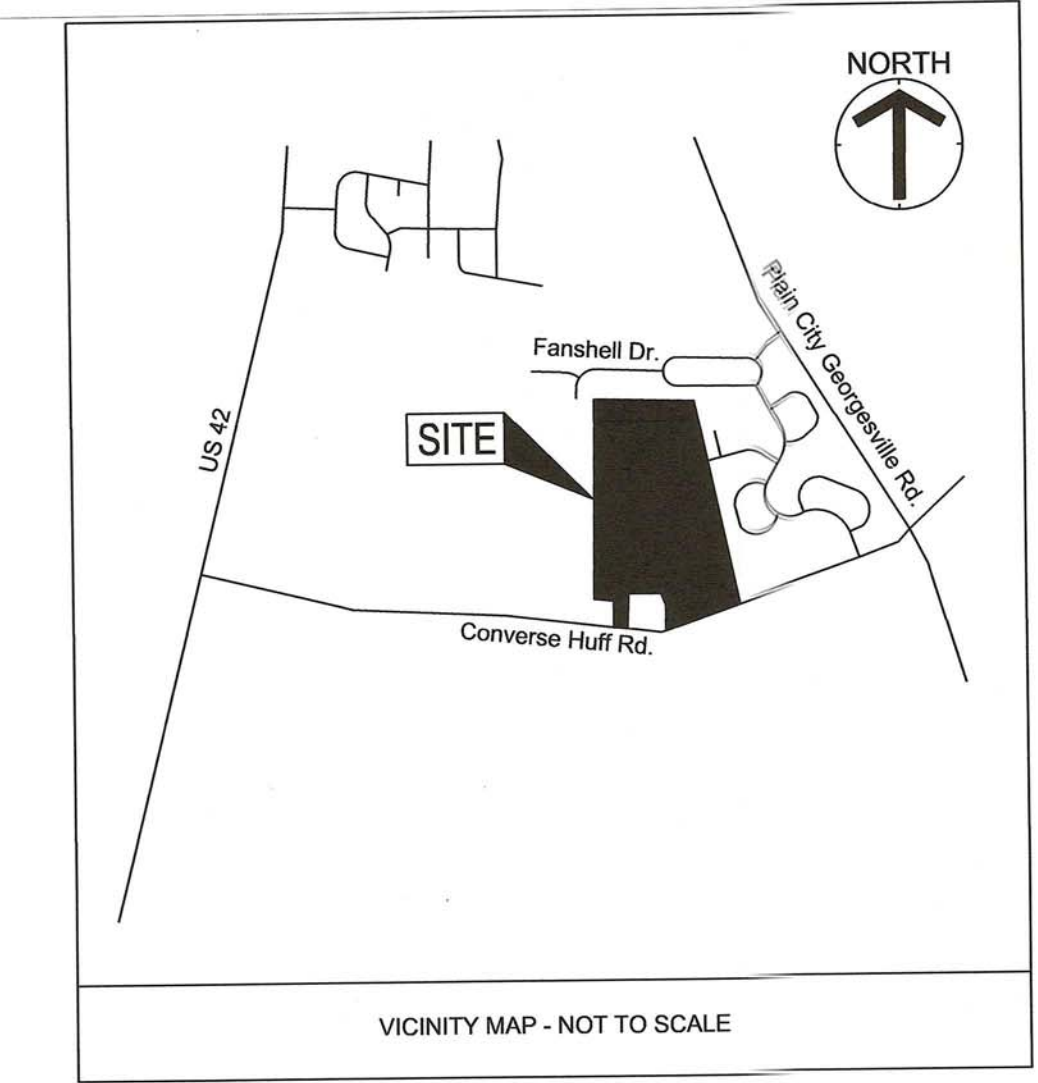 NORTH
Plain City Georgesville Rd.
Fanshell Dr.
US 42
SITE
Converse Huff Rd.
VICINITY MAP - NOT TO SCALE